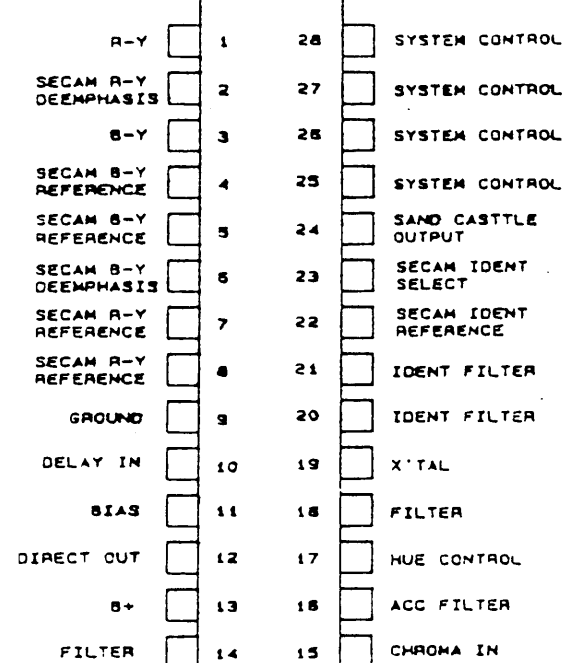 R-Y 1 28 SYSTEM CONTROL
SECAM R-Y
DEEMPHASIS 2 27 SYSTEM CONTROL
B-Y 3 26 SYSTEM CONTROL
SECAM B-Y
REFERENCE 4 25 SYSTEM CONTROL
SECAM B-Y
REFERENCE 5 24 SAND CASTTLE
OUTPUT
SECAM B-Y
DEEMPHASIS 6 23 SECAM IDENT
SELECT
SECAM R-Y
REFERENCE 7 22 SECAM IDENT
REFERENCE
SECAM R-Y
REFERENCE 8 21 IDENT FILTER
GROUND 9 20 IDENT FILTER
DELAY IN 10 19 X'TAL
BIAS 11 18 FILTER
DIRECT OUT 12 17 HUE CONTROL
B+ 13 16 ACC FILTER
FILTER 14 15 CHROMA IN